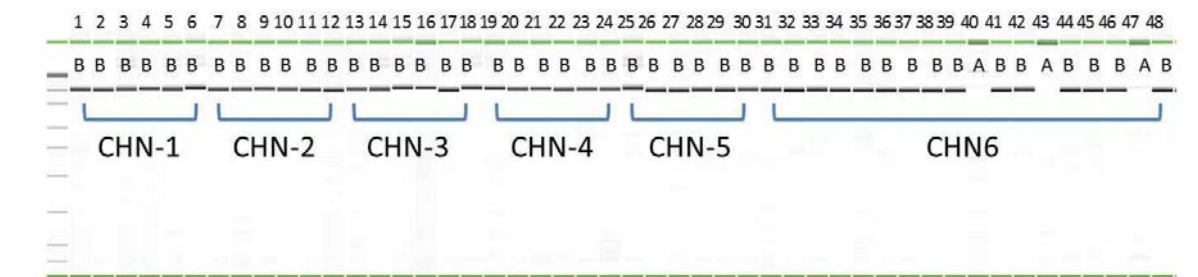 1 2 3 4 5 6 7 8 9 10 11 12 13 14 15 16 17 18 19 20 21 22 23 24 25 26 27 28 29 30 31 32 33 34 35 36 37 38 39 40 41 42 43 44 45 46 47 48
B B B B B B B B B B B B B B B B B B B B B B B B B B B B B B B B B B B B B B B A B B A B B B A B
CHN-1 CHN-2 CHN-3 CHN-4 CHN-5 CHN6